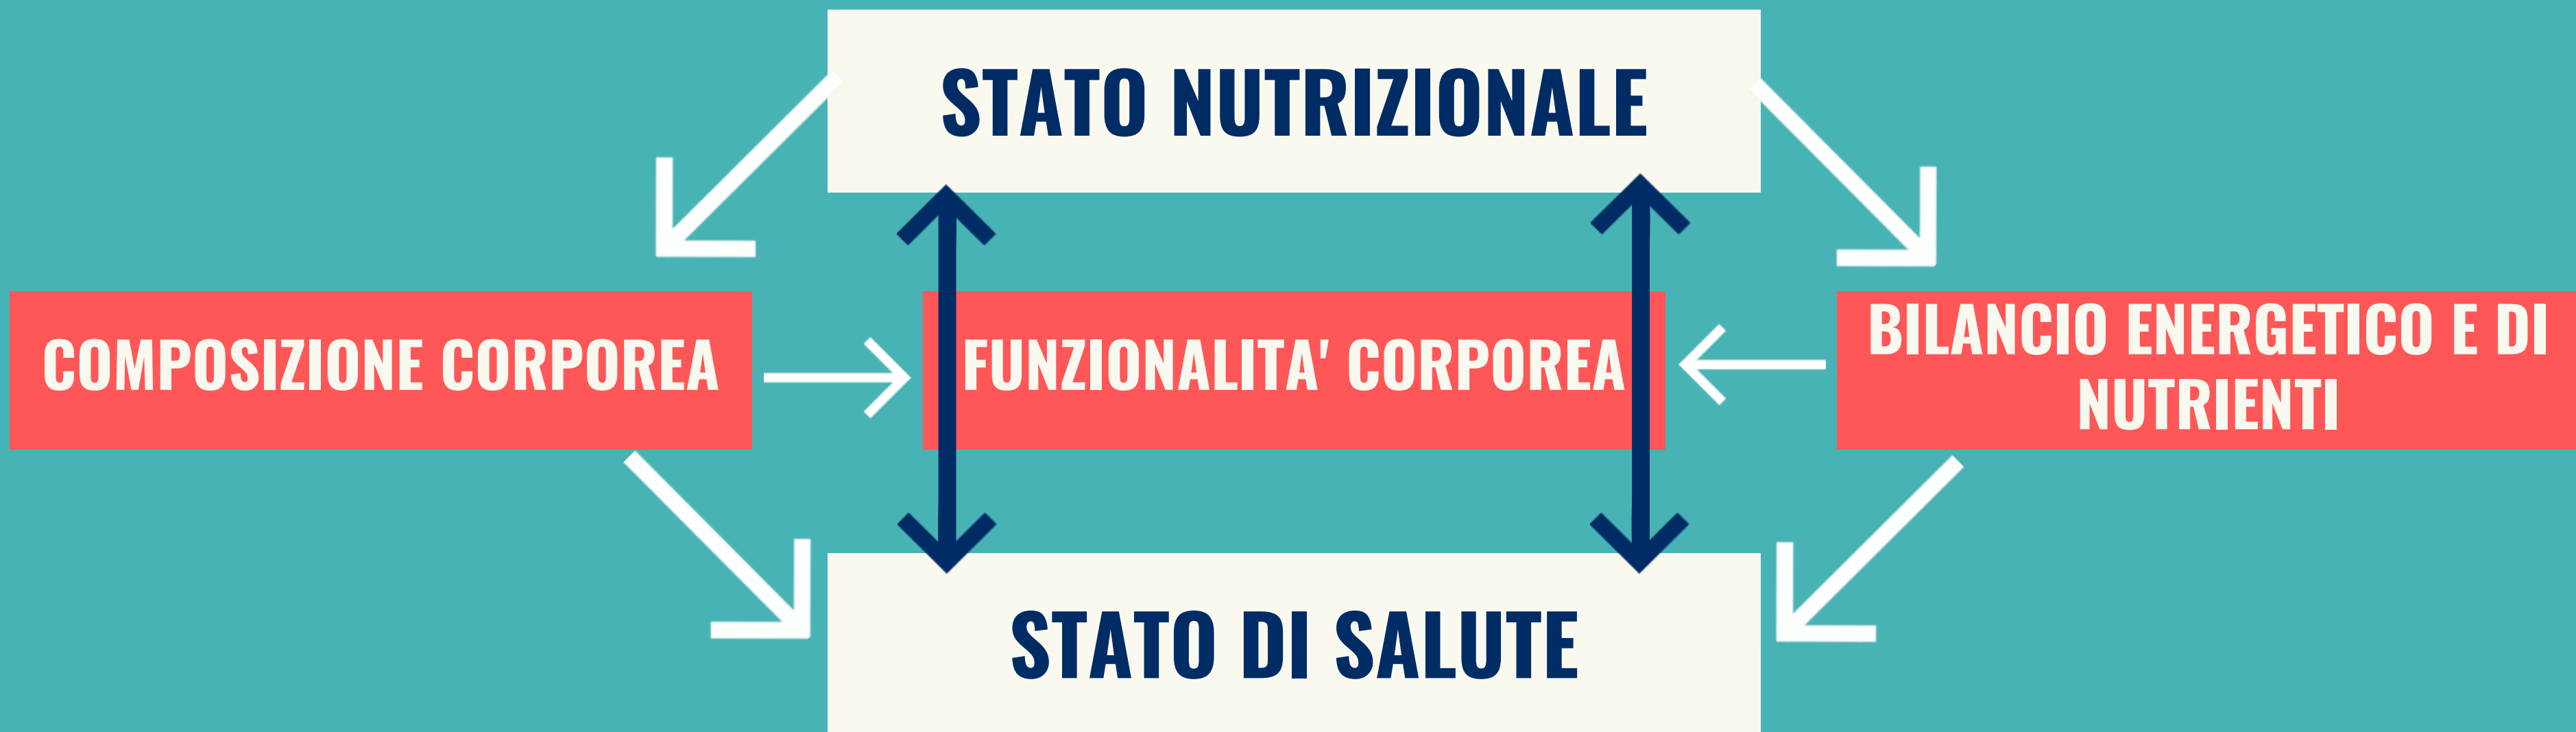 STATO NUTRIZIONALE
COMPOSIZIONE CORPOREA
FUNZIONALITA' CORPOREA
BILANCIO ENERGETICO E DI
NUTRIENTI
STATO DI SALUTE